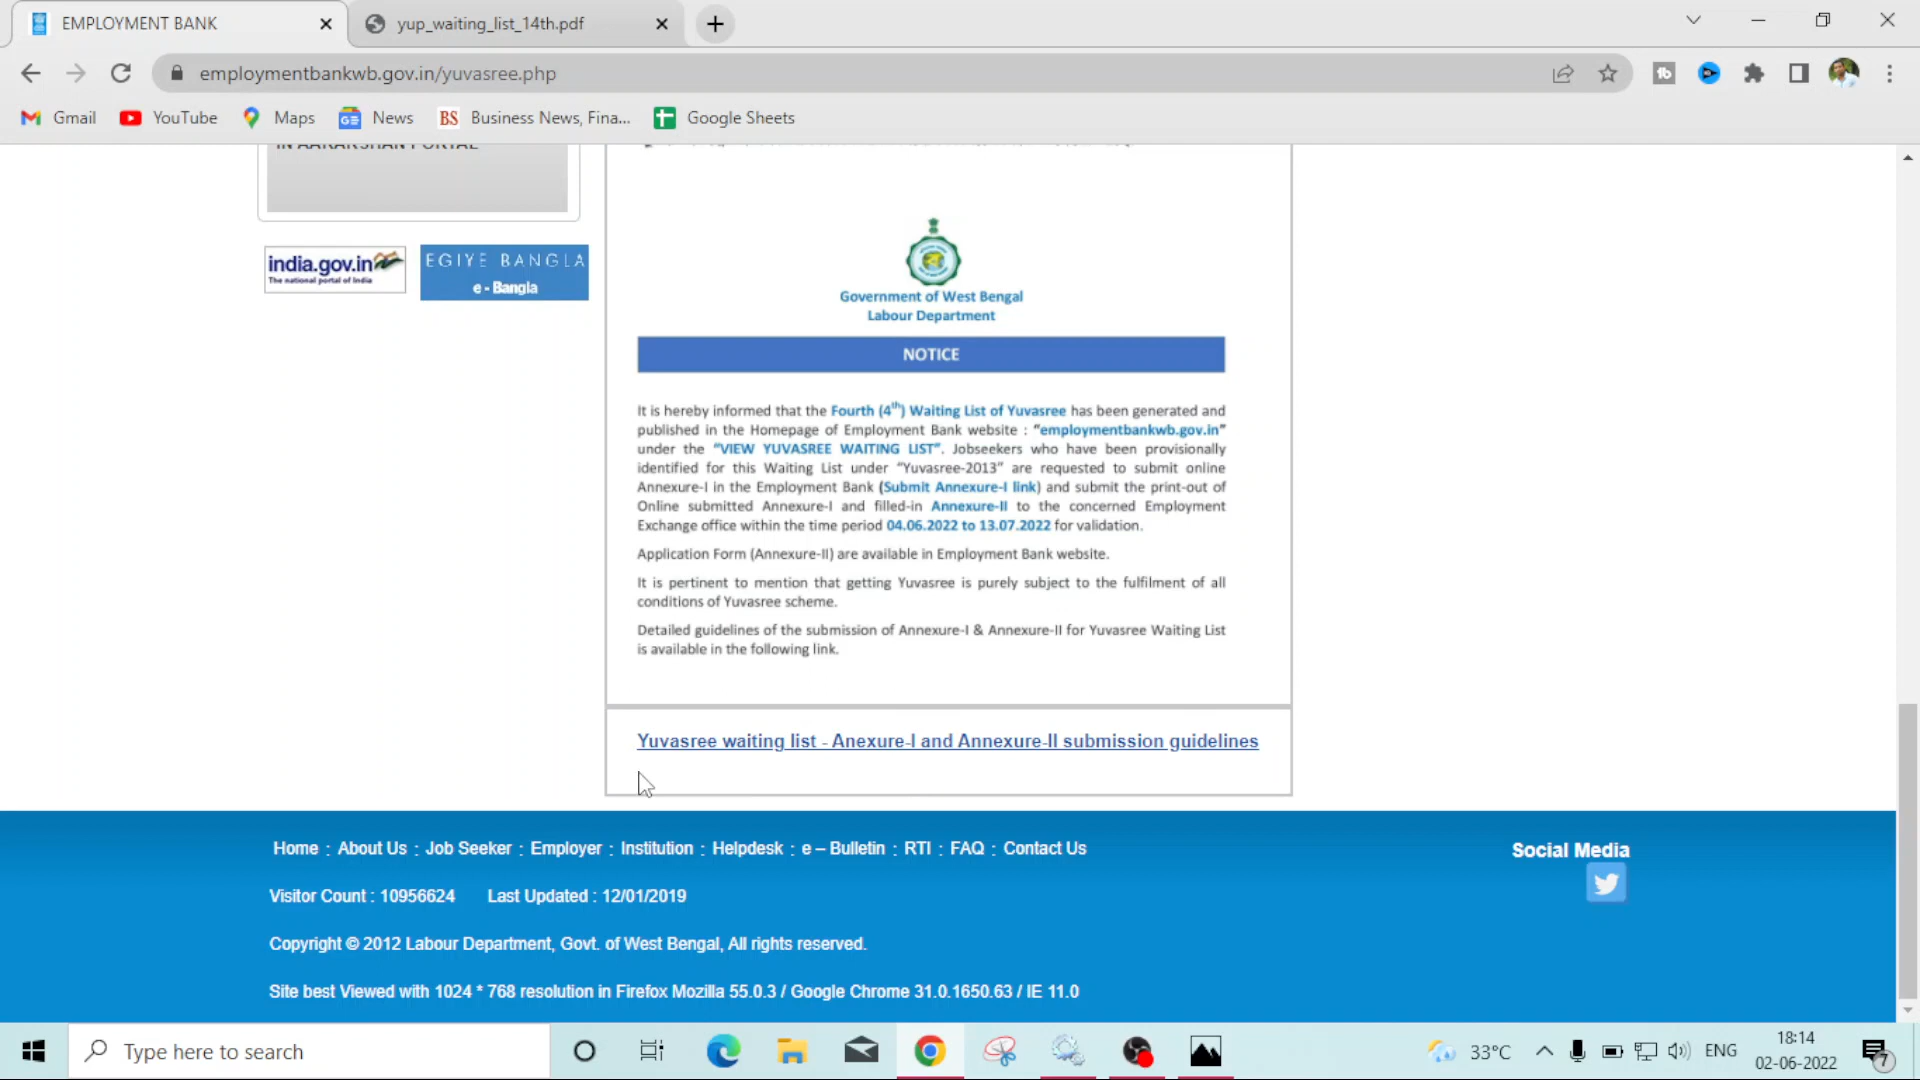 EMPLOYMENT BANK
yup_waiting_list_14th.pdf
employmentbankwb.gov.in/yuvasree.php
Gmail
YouTube
Maps
News
BS Business News, Fina...
Google Sheets
IN AARAKSHAN PORTAL
india.gov.in
The national portal of India
EGIYE BANGLA
e - Bangla
Government of West Bengal
Labour Department
NOTICE
It is hereby informed that the Fourth (4th) Waiting List of Yuvasree has been generated and
published in the Homepage of Employment Bank website : "employmentbankwb.gov.in"
under the "VIEW YUVASREE WAITING LIST". Jobseekers who have been provisionally
identified for this Waiting List under "Yuvasree-2013" are requested to submit online
Annexure-I in the Employment Bank (Submit Annexure-I link) and submit the print-out of
Online submitted Annexure-I and filled-in Annexure-II to the concerned Employment
Exchange office within the time period 04.06.2022 to 13.07.2022 for validation.
Application Form (Annexure-II) are available in Employment Bank website.
It is pertinent to mention that getting Yuvasree is purely subject to the fulfilment of all
conditions of Yuvasree scheme.
Detailed guidelines of the submission of Annexure-I & Annexure-II for Yuvasree Waiting List
is available in the following link.
Yuvasree waiting list - Anexure-I and Annexure-II submission guidelines
Home : About Us : Job Seeker : Employer : Institution : Helpdesk : e – Bulletin : RTI : FAQ : Contact Us
Social Media
Visitor Count : 10956624 Last Updated : 12/01/2019
Copyright © 2012 Labour Department, Govt. of West Bengal, All rights reserved.
Site best Viewed with 1024 * 768 resolution in Firefox Mozilla 55.0.3 / Google Chrome 31.0.1650.63 / IE 11.0
Type here to search
33°C
ENG
18:14
02-06-2022
7